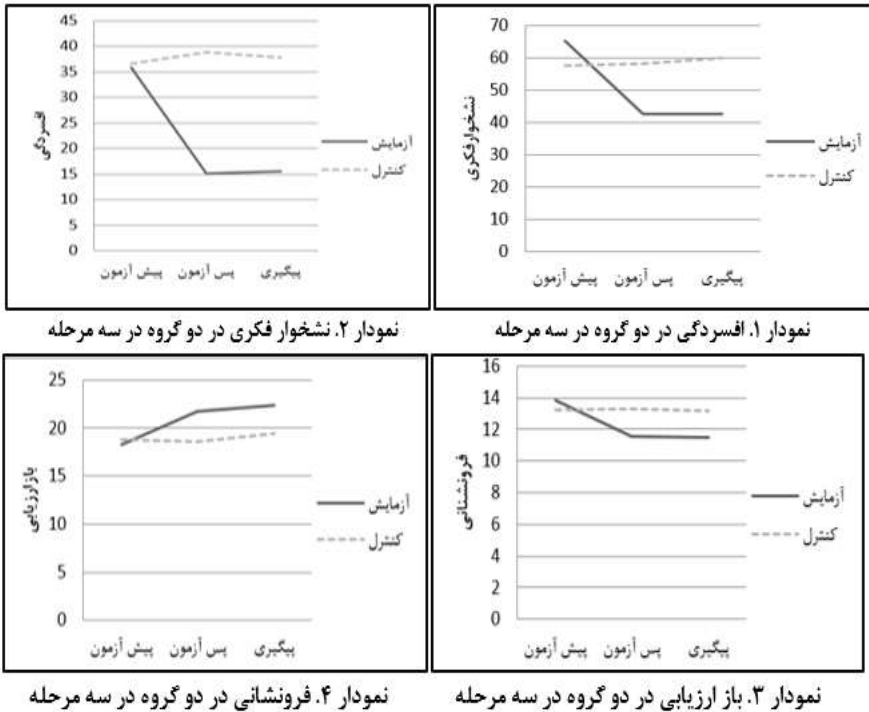 70
60
50
40
30
20
10
0
نشخوارفکری
آزمایش
کنترل
پیش آزمون پس آزمون پیگیری
نمودار ۱. افسردگی در دو گروه در سه مرحله
45
40
35
30
25
20
15
10
5
0
افسردگی
آزمایش
کنترل
پیش آزمون پس آزمون پیگیری
نمودار ۲. نشخوار فکری در دو گروه در سه مرحله
16
14
12
10
8
6
4
2
0
فرونشانی
آزمایش
کنترل
پیش آزمون پس آزمون پیگیری
نمودار ۳. باز ارزیابی در دو گروه در سه مرحله
25
20
15
10
5
0
بازارزیابی
آزمایش
کنترل
پیش آزمون پس آزمون پیگیری
نمودار ۴. فرونشانی در دو گروه در سه مرحله